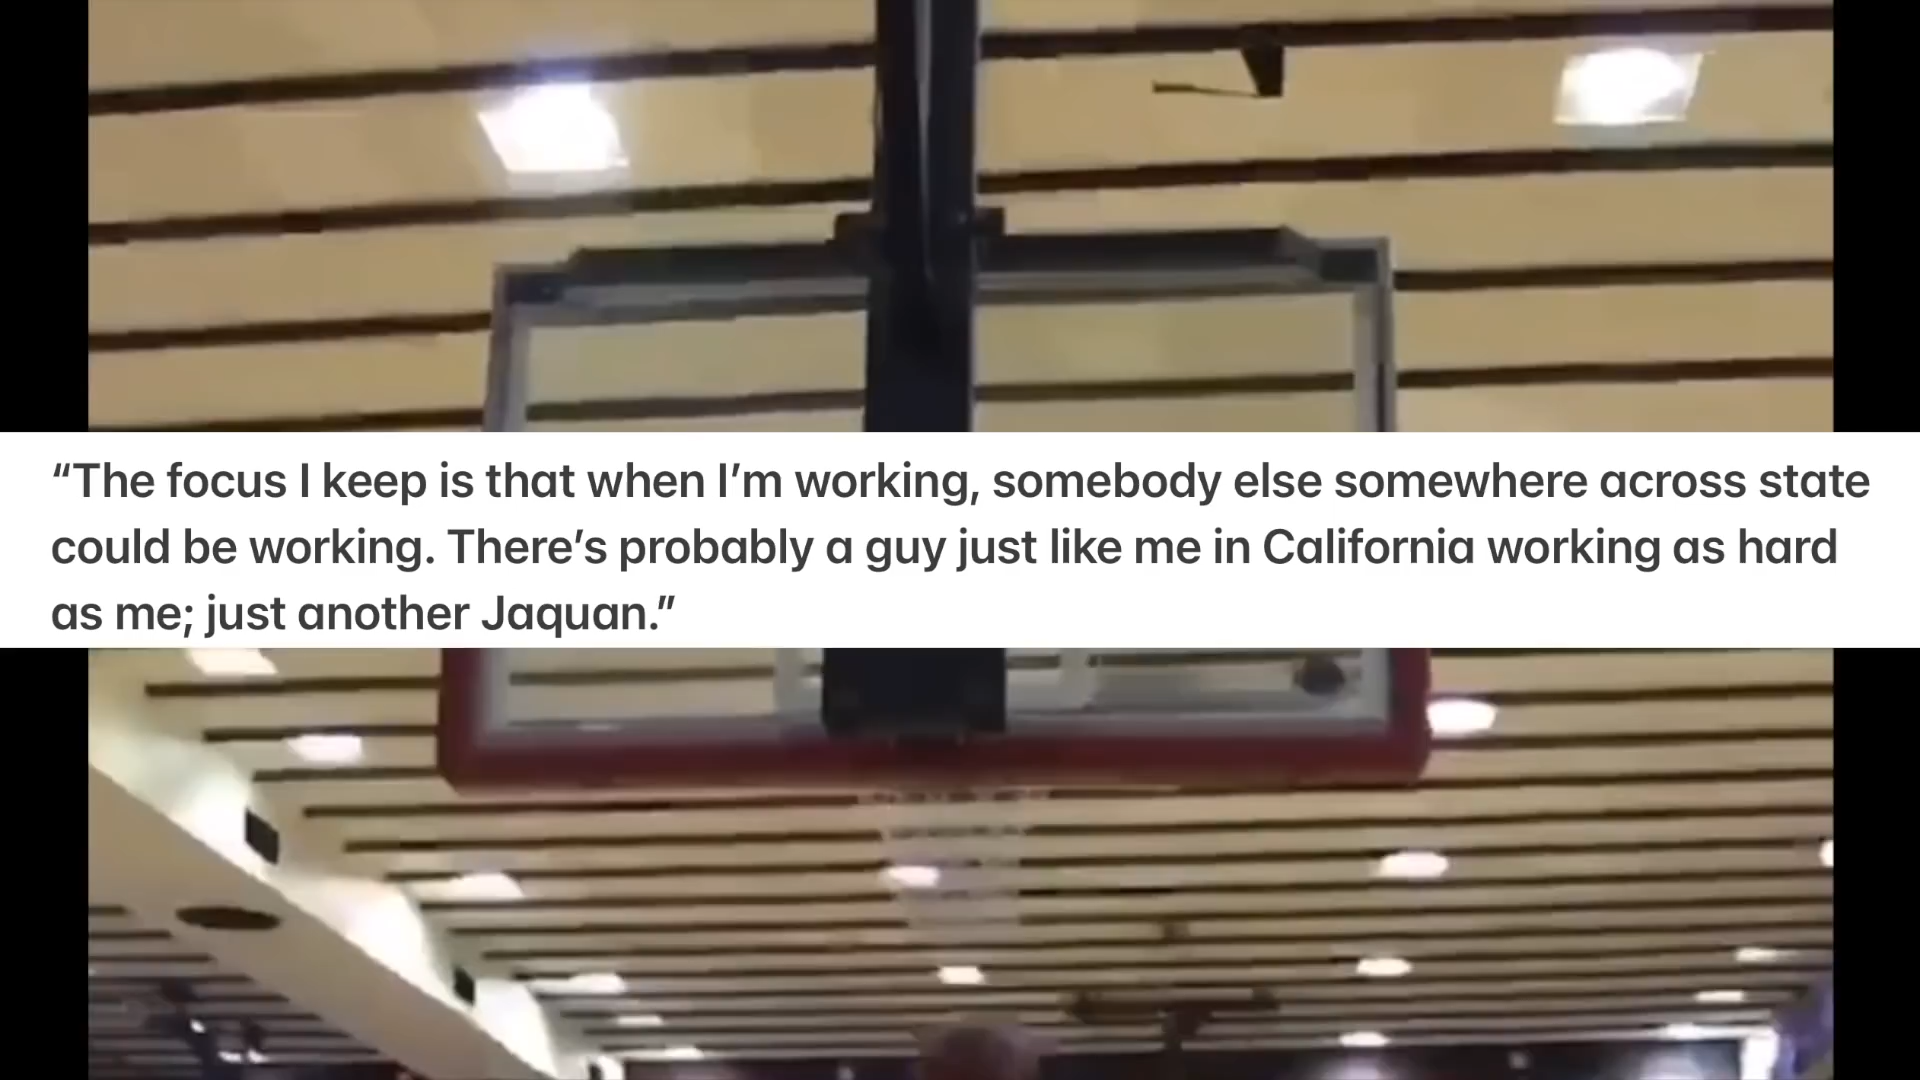 “The focus I keep is that when I’m working, somebody else somewhere across state
could be working. There’s probably a guy just like me in California working as hard
as me; just another Jaquan.”